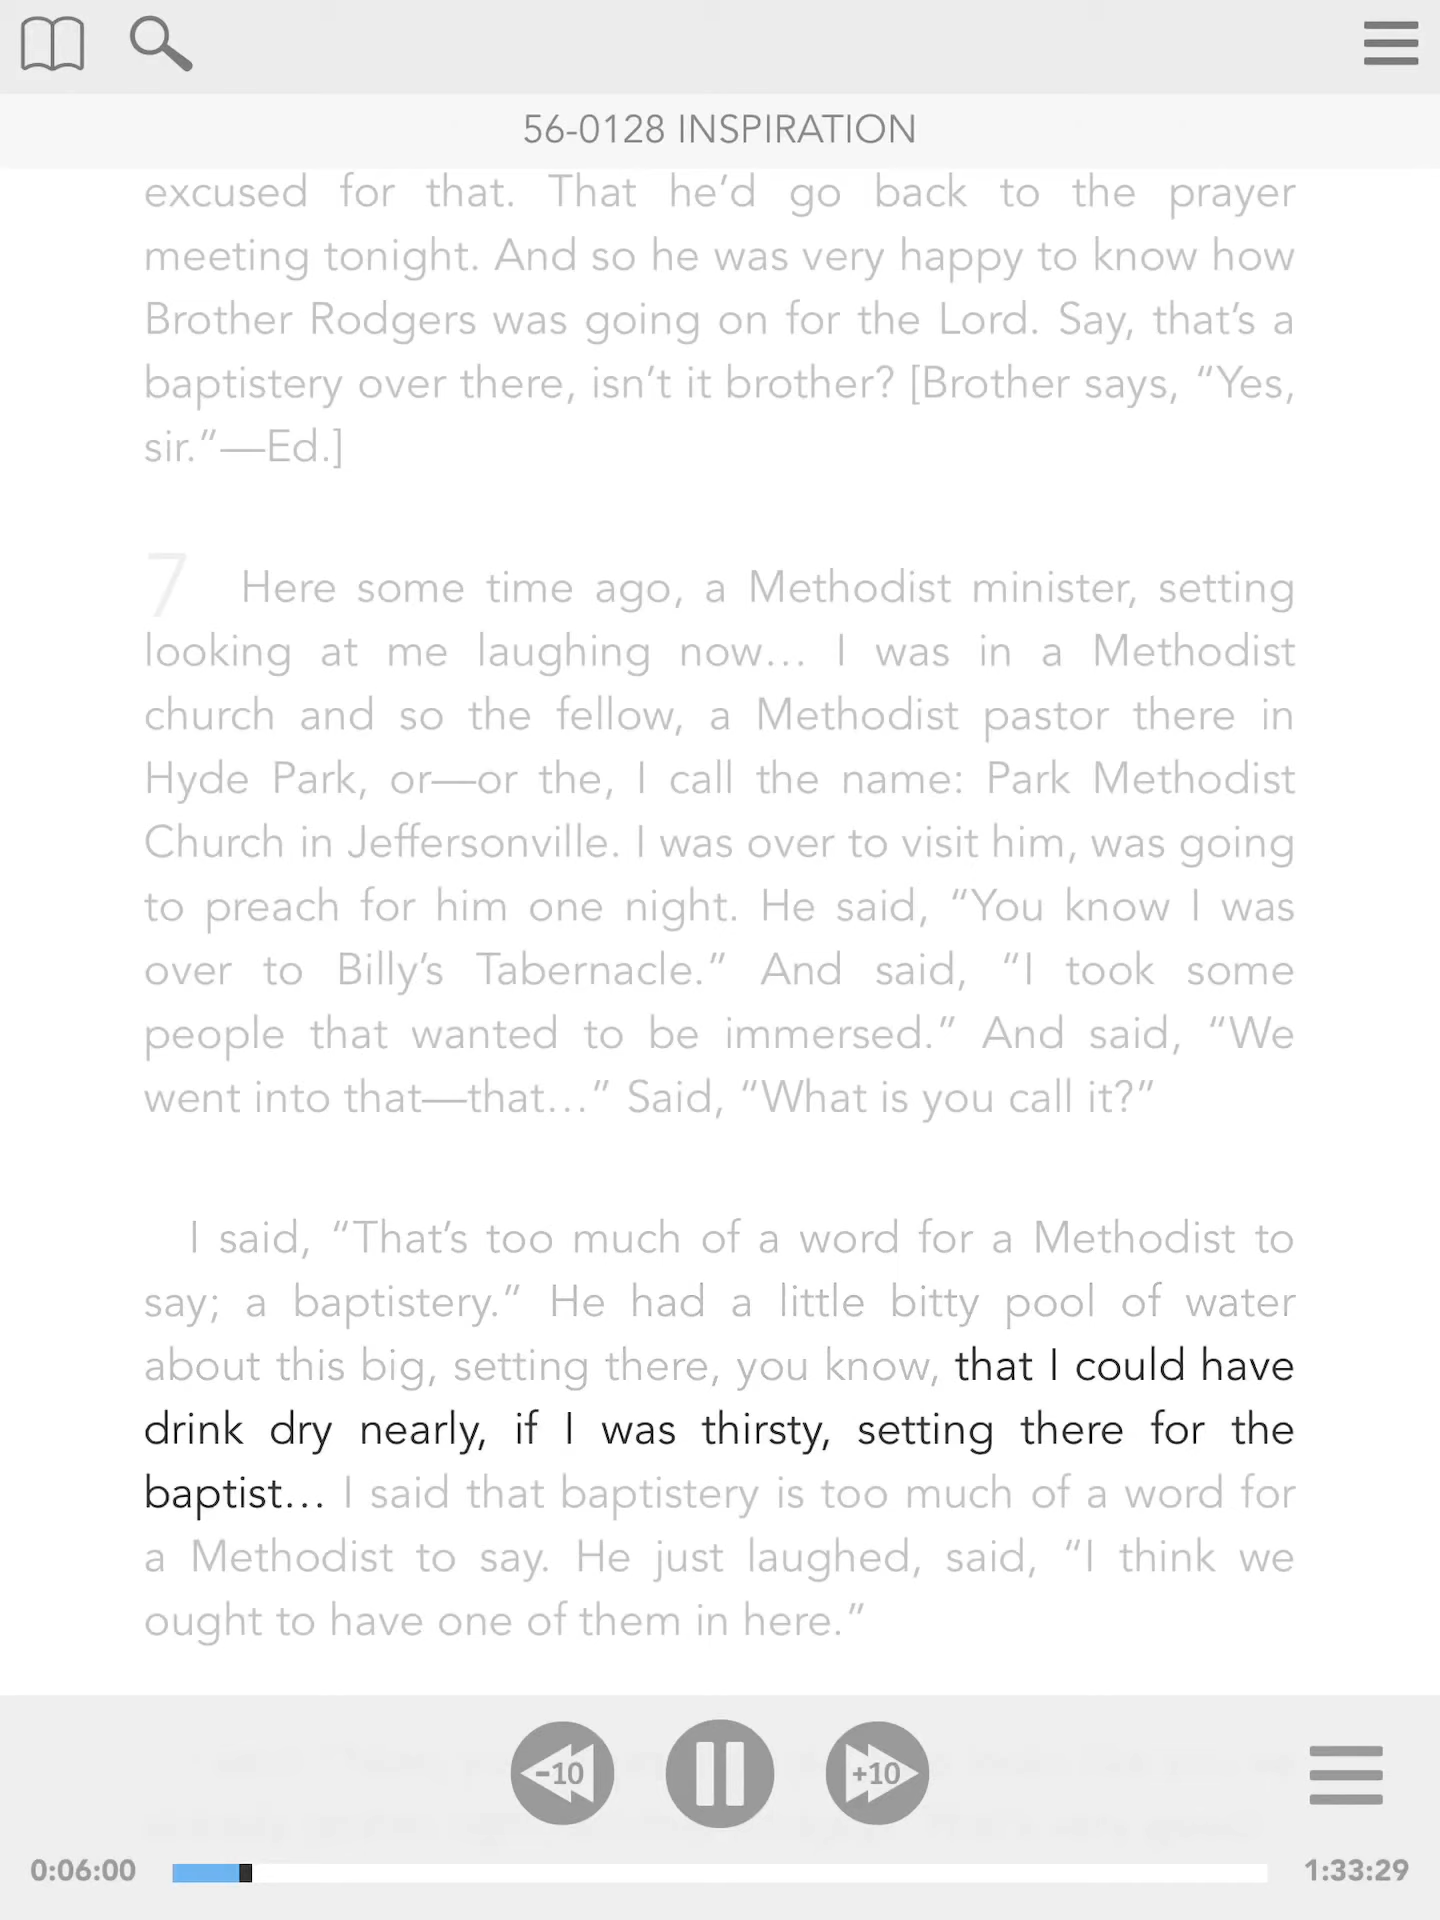 56-0128 INSPIRATION
excused for that. That he’d go back to the prayer
meeting tonight. And so he was very happy to know how
Brother Rodgers was going on for the Lord. Say, that’s a
baptistery over there, isn’t it brother? [Brother says, “Yes,
sir.”—Ed.]
7 Here some time ago, a Methodist minister, setting
looking at me laughing now… I was in a Methodist
church and so the fellow, a Methodist pastor there in
Hyde Park, or—or the, I call the name: Park Methodist
Church in Jeffersonville. I was over to visit him, was going
to preach for him one night. He said, “You know I was
over to Billy’s Tabernacle.” And said, “I took some
people that wanted to be immersed.” And said, “We
went into that—that…” Said, “What is you call it?”
I said, “That’s too much of a word for a Methodist to
say; a baptistery.” He had a little bitty pool of water
about this big, setting there, you know, that I could have
drink dry nearly, if I was thirsty, setting there for the
baptist… I said that baptistery is too much of a word for
a Methodist to say. He just laughed, said, “I think we
ought to have one of them in here.”
-10 +10
0:06:00 1:33:29